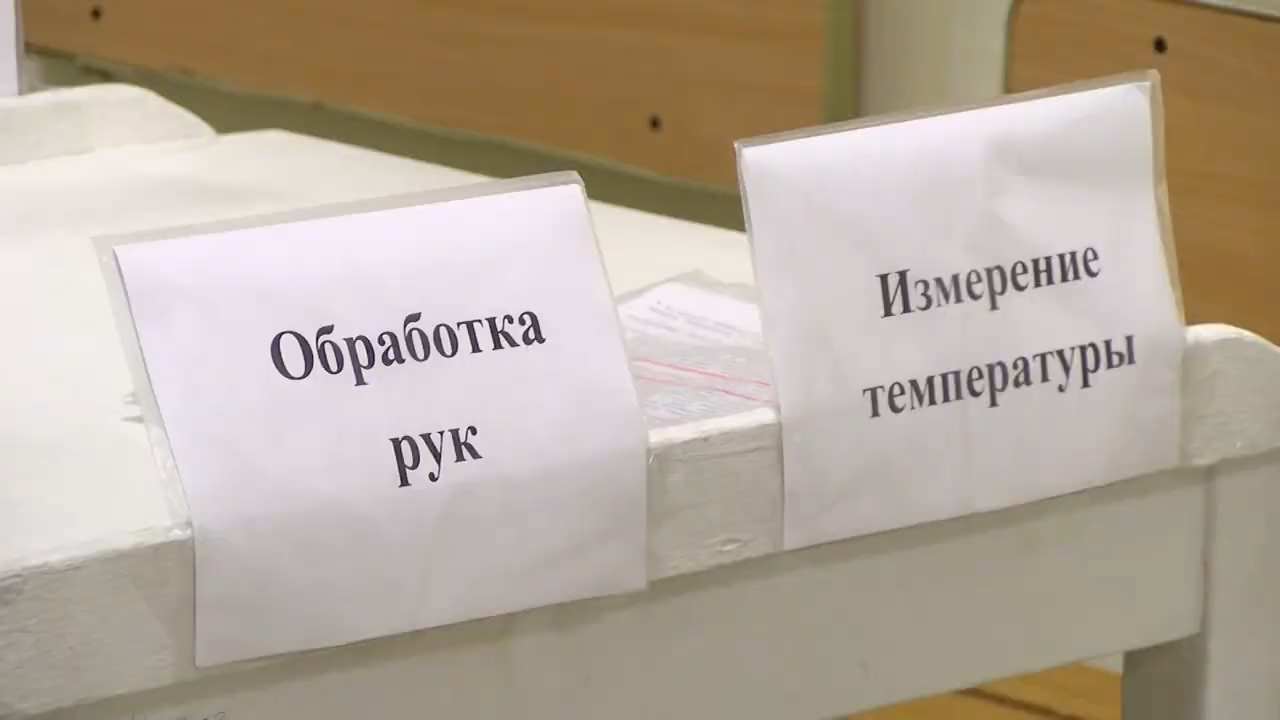 Обработка
рук
Измерение
температуры